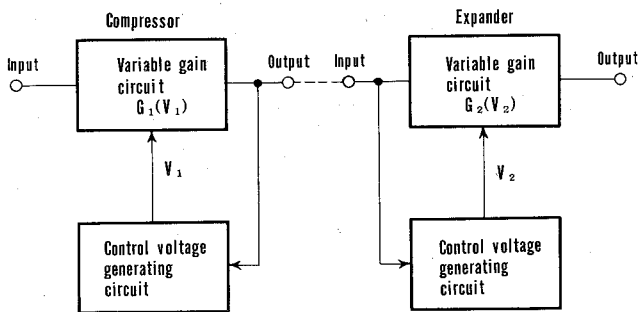 Compressor
Expander
Input
Variable gain
circuit
G₁(V₁)
Output
Input
Variable gain
circuit
G₂(V₂)
Output
V₁
V₂
Control voltage
generating
circuit
Control voltage
generating
circuit